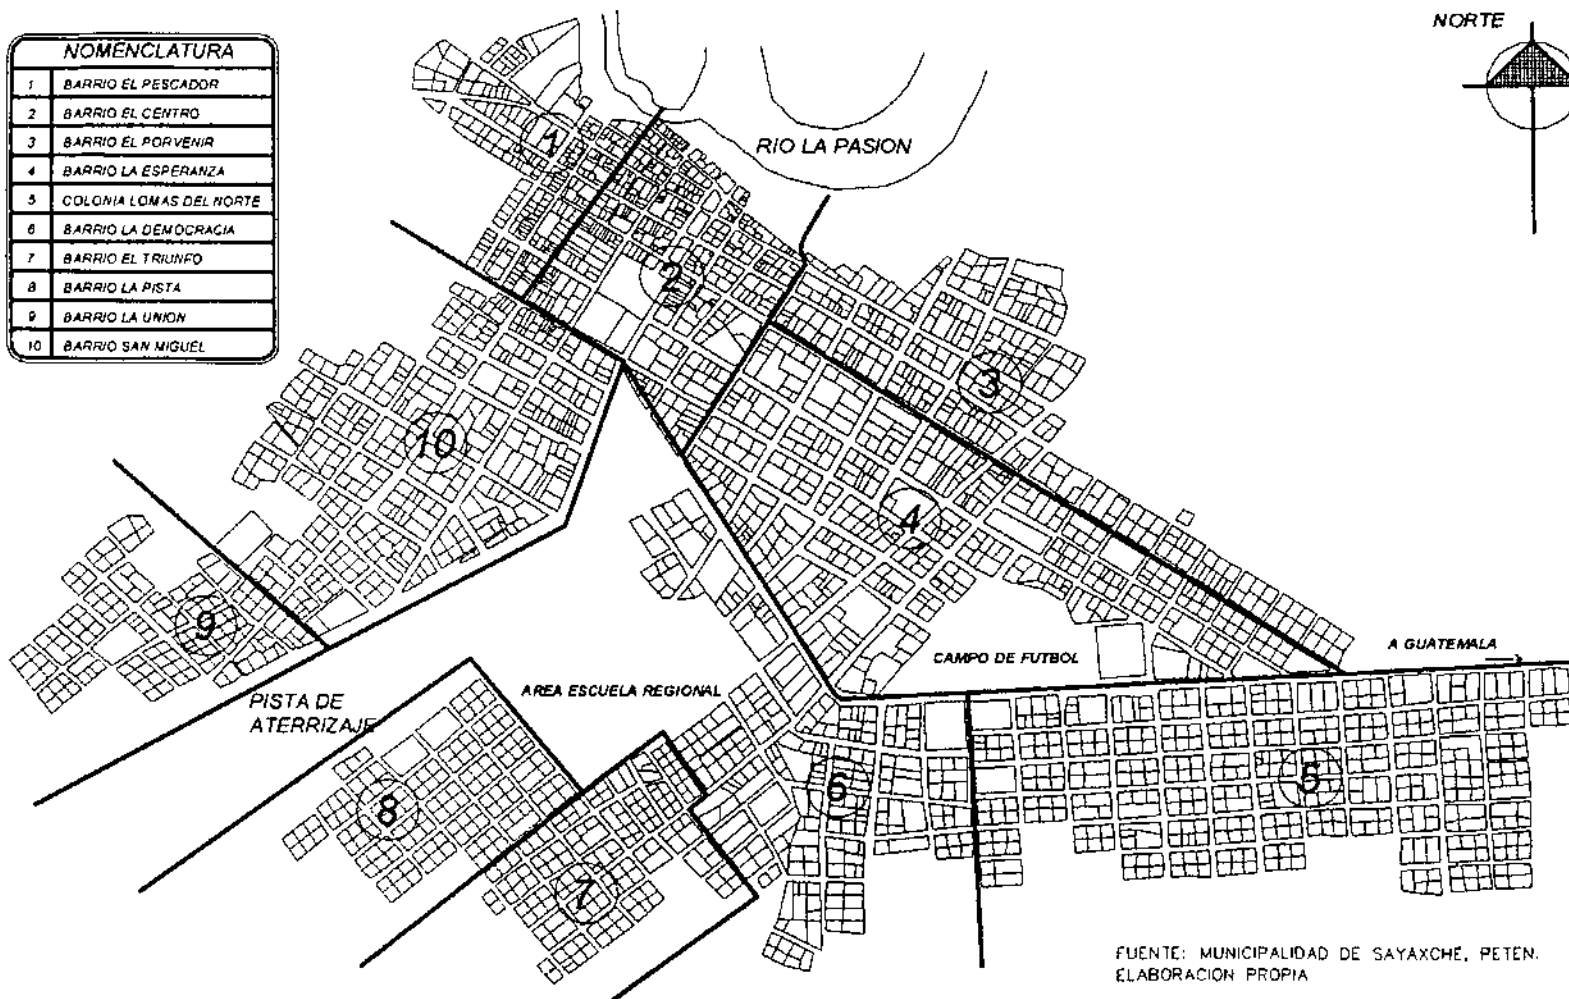 NORTE
NOMENCLATURA
1 BARRIO EL PESCADOR
2 BARRIO EL CENTRO
3 BARRIO EL PORVENIR
4 BARRIO LA ESPERANZA
5 COLONIA LOMAS DEL NORTE
6 BARRIO LA DEMOCRACIA
7 BARRIO EL TRIUNFO
8 BARRIO LA PISTA
9 BARRIO LA UNION
10 BARRIO SAN MIGUEL
1
RIO LA PASION
2
3
10
4
9
CAMPO DE FUTBOL
A GUATEMALA
AREA ESCUELA REGIONAL
PISTA DE
ATERRIZAJE
8
6
5
7
FUENTE: MUNICIPALIDAD DE SAYAXCHE, PETEN.
ELABORACION PROPIA